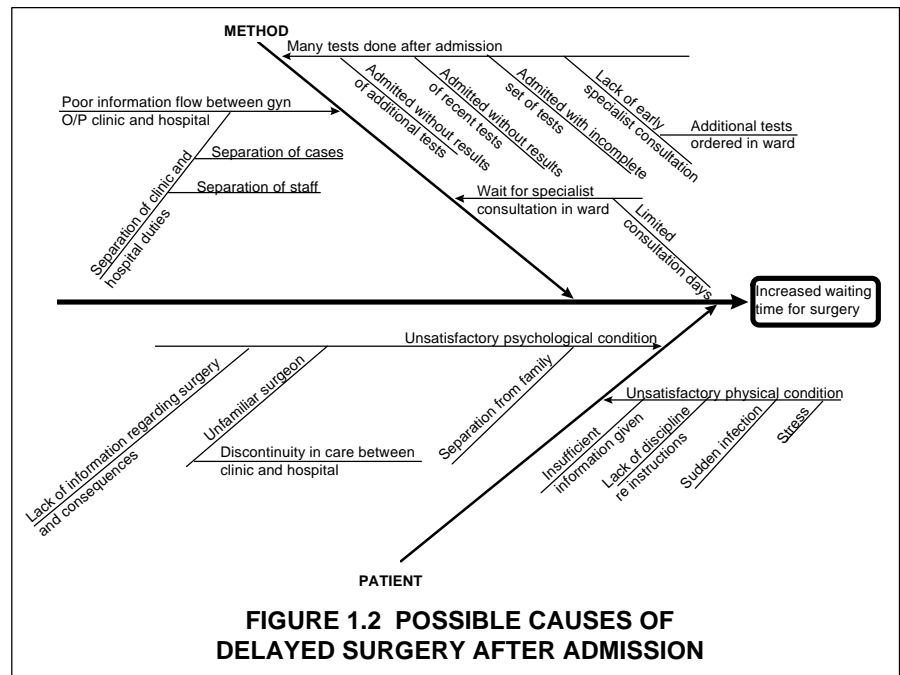 METHOD
Many tests done after admission
Admitted without results
of additional tests
Admitted without results
of recent tests
Admitted with incomplete
set of tests
Lack of early
specialist consultation
Additional tests
ordered in ward
Poor information flow between gyn
O/P clinic and hospital
Separation of cases
Separation of staff
Separation of clinic and
hospital duties
Wait for specialist
consultation in ward
Limited
consultation days
Increased waiting
time for surgery
Unsatisfactory psychological condition
Lack of information regarding surgery
and consequences
Unfamiliar surgeon
Discontinuity in care between
clinic and hospital
Separation from family
Unsatisfactory physical condition
Insufficient
information given
Lack of discipline
re instructions
Sudden infection
Stress
PATIENT
FIGURE 1.2 POSSIBLE CAUSES OF
DELAYED SURGERY AFTER ADMISSION